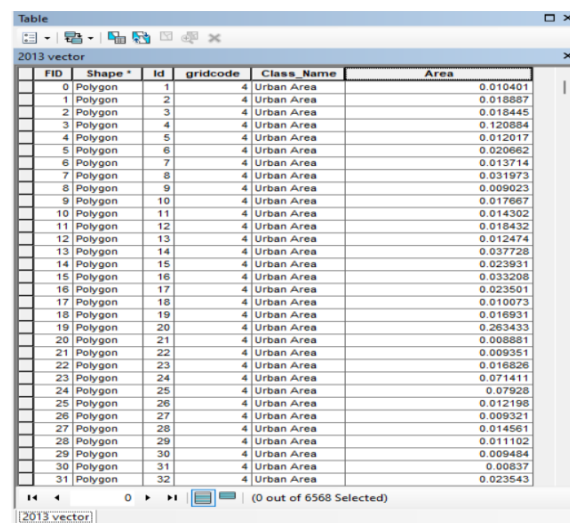 Table
2013 vector
FID Shape * Id gridcode Class_Name Area
0 Polygon 1 4 Urban Area 0.010401
1 Polygon 2 4 Urban Area 0.018887
2 Polygon 3 4 Urban Area 0.018445
3 Polygon 4 4 Urban Area 0.120884
4 Polygon 5 4 Urban Area 0.012017
5 Polygon 6 4 Urban Area 0.020662
6 Polygon 7 4 Urban Area 0.013714
7 Polygon 8 4 Urban Area 0.031973
8 Polygon 9 4 Urban Area 0.009023
9 Polygon 10 4 Urban Area 0.017667
10 Polygon 11 4 Urban Area 0.014302
11 Polygon 12 4 Urban Area 0.018432
12 Polygon 13 4 Urban Area 0.012474
13 Polygon 14 4 Urban Area 0.037728
14 Polygon 15 4 Urban Area 0.023931
15 Polygon 16 4 Urban Area 0.033208
16 Polygon 17 4 Urban Area 0.023501
17 Polygon 18 4 Urban Area 0.010073
18 Polygon 19 4 Urban Area 0.016931
19 Polygon 20 4 Urban Area 0.263433
20 Polygon 21 4 Urban Area 0.008881
21 Polygon 22 4 Urban Area 0.009351
22 Polygon 23 4 Urban Area 0.016826
23 Polygon 24 4 Urban Area 0.071411
24 Polygon 25 4 Urban Area 0.07928
25 Polygon 26 4 Urban Area 0.012198
26 Polygon 27 4 Urban Area 0.009321
27 Polygon 28 4 Urban Area 0.014561
28 Polygon 29 4 Urban Area 0.011102
29 Polygon 30 4 Urban Area 0.009484
30 Polygon 31 4 Urban Area 0.00837
31 Polygon 32 4 Urban Area 0.023543
0 (0 out of 6568 Selected)
2013 vector